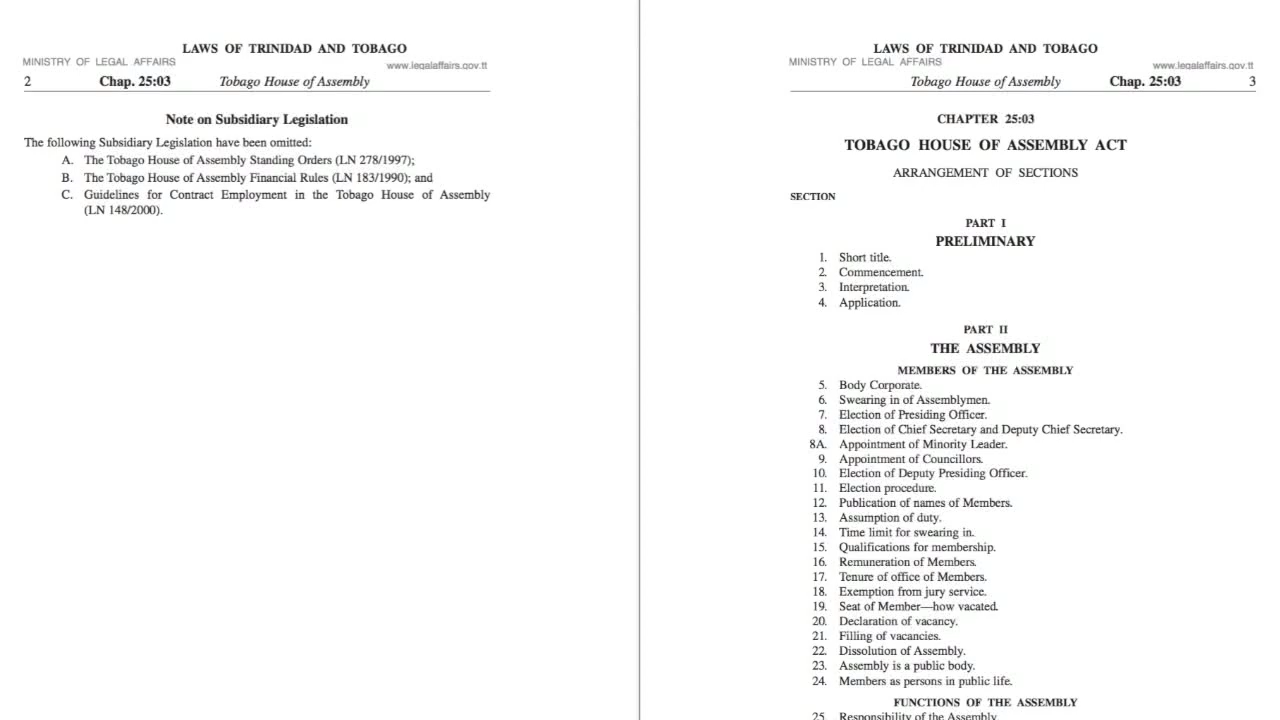 LAWS OF TRINIDAD AND TOBAGO
MINISTRY OF LEGAL AFFAIRS www.legalaffairs.gov.tt
2 Chap. 25:03 Tobago House of Assembly
Note on Subsidiary Legislation
The following Subsidiary Legislation have been omitted:
A. The Tobago House of Assembly Standing Orders (LN 278/1997);
B. The Tobago House of Assembly Financial Rules (LN 183/1990); and
C. Guidelines for Contract Employment in the Tobago House of Assembly
(LN 148/2000).
LAWS OF TRINIDAD AND TOBAGO
MINISTRY OF LEGAL AFFAIRS www.legalaffairs.gov.tt
Tobago House of Assembly Chap. 25:03 3
CHAPTER 25:03
TOBAGO HOUSE OF ASSEMBLY ACT
ARRANGEMENT OF SECTIONS
SECTION
PART I
PRELIMINARY
1. Short title.
2. Commencement.
3. Interpretation.
4. Application.
PART II
THE ASSEMBLY
MEMBERS OF THE ASSEMBLY
5. Body Corporate.
6. Swearing in of Assemblymen.
7. Election of Presiding Officer.
8. Election of Chief Secretary and Deputy Chief Secretary.
8A. Appointment of Minority Leader.
9. Appointment of Councillors.
10. Election of Deputy Presiding Officer.
11. Election procedure.
12. Publication of names of Members.
13. Assumption of duty.
14. Time limit for swearing in.
15. Qualifications for membership.
16. Remuneration of Members.
17. Tenure of office of Members.
18. Exemption from jury service.
19. Seat of Member—how vacated.
20. Declaration of vacancy.
21. Filling of vacancies.
22. Dissolution of Assembly.
23. Assembly is a public body.
24. Members as persons in public life.
FUNCTIONS OF THE ASSEMBLY
25. Responsibility of the Assembly